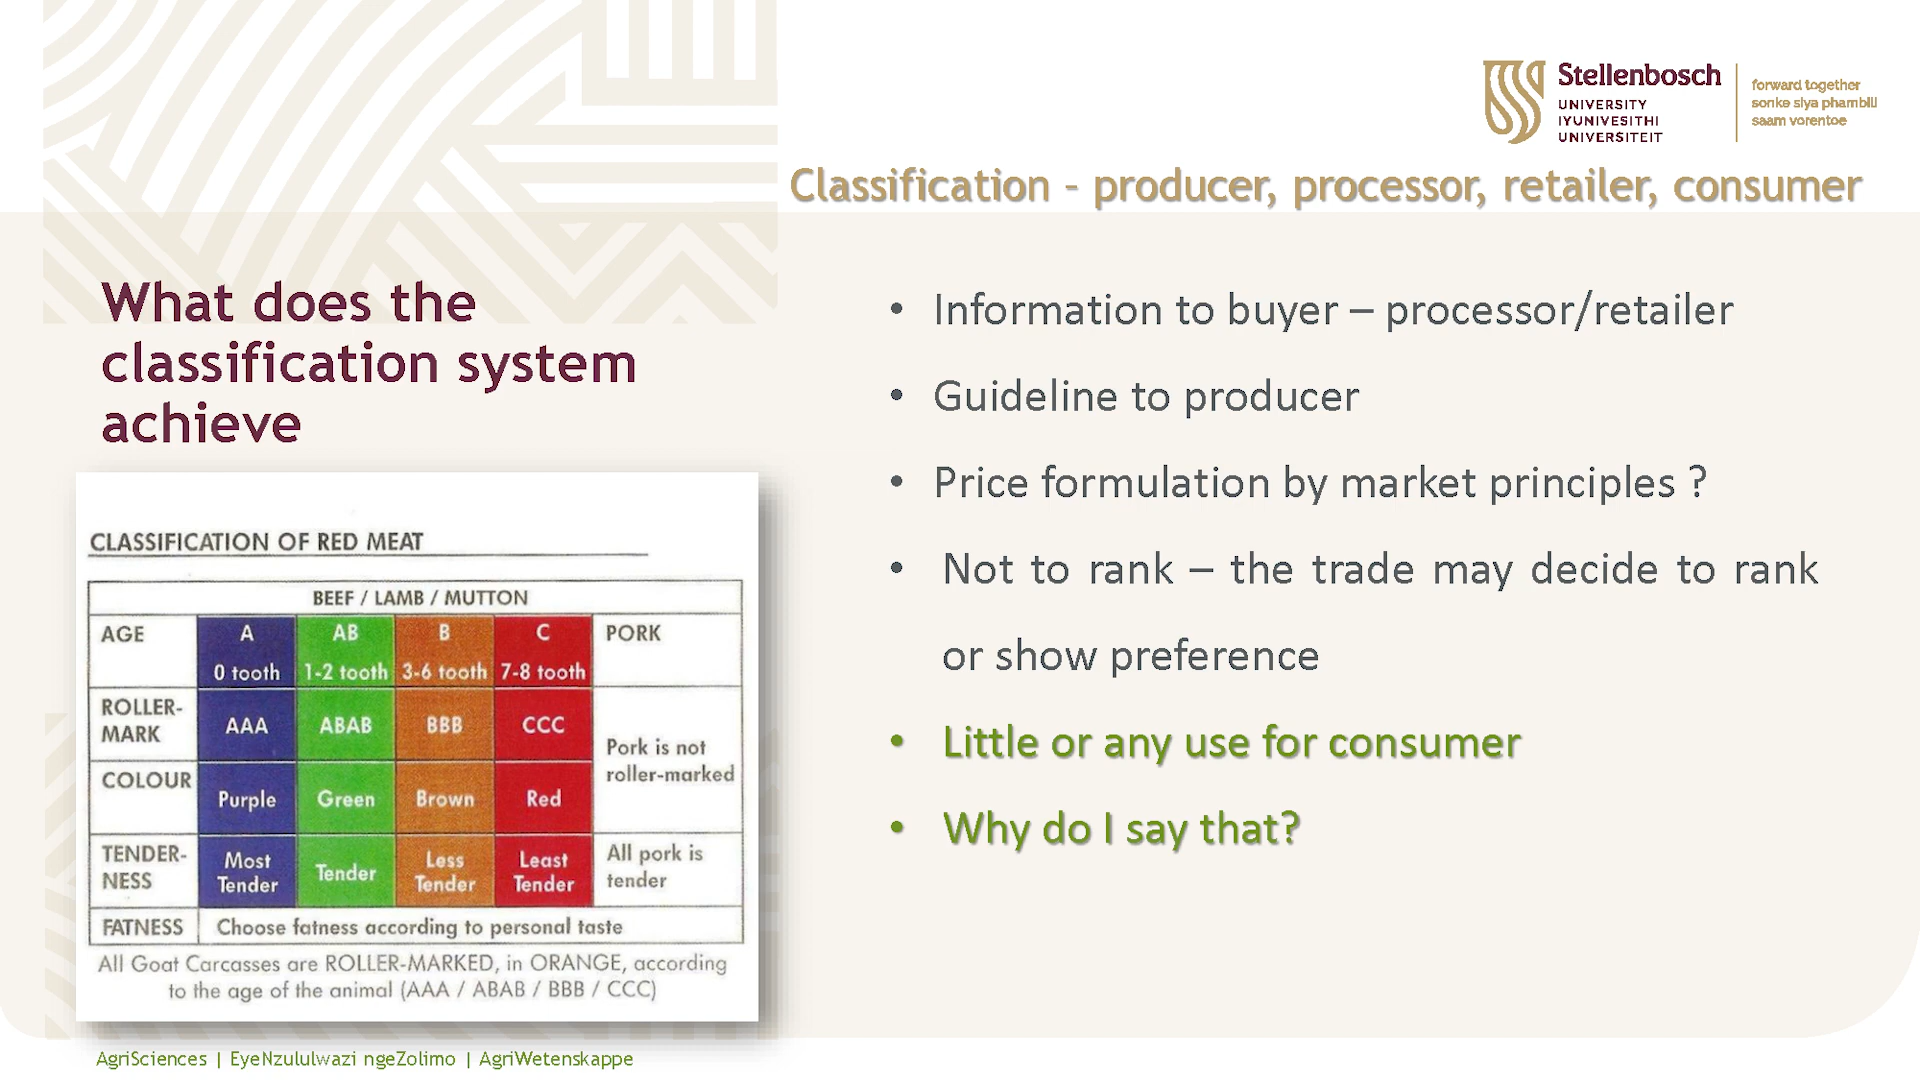 Stellenbosch
UNIVERSITY
IYUNIVESITHI
UNIVERSITEIT
forward together
sonke siya phambili
saam vorentoe
Classification - producer, processor, retailer, consumer
What does the
classification system
achieve
CLASSIFICATION OF RED MEAT
BEEF / LAMB / MUTTON
AGE A AB B C PORK
0 tooth 1-2 tooth 3-6 tooth 7-8 tooth
ROLLER-
MARK AAA ABAB BBB CCC
Pork is not
roller-marked
COLOUR Purple Green Brown Red
TENDER-
NESS Most
Tender Tender Less
Tender Least
Tender All pork is
tender
FATNESS Choose fatness according to personal taste
All Goat Carcasses are ROLLER-MARKED, in ORANGE, according
to the age of the animal (AAA / ABAB / BBB / CCC)
• Information to buyer – processor/retailer
• Guideline to producer
• Price formulation by market principles ?
• Not to rank – the trade may decide to rank
or show preference
• Little or any use for consumer
• Why do I say that?
AgriSciences | EyeNzululwazi ngeZolimo | AgriWetenskappe